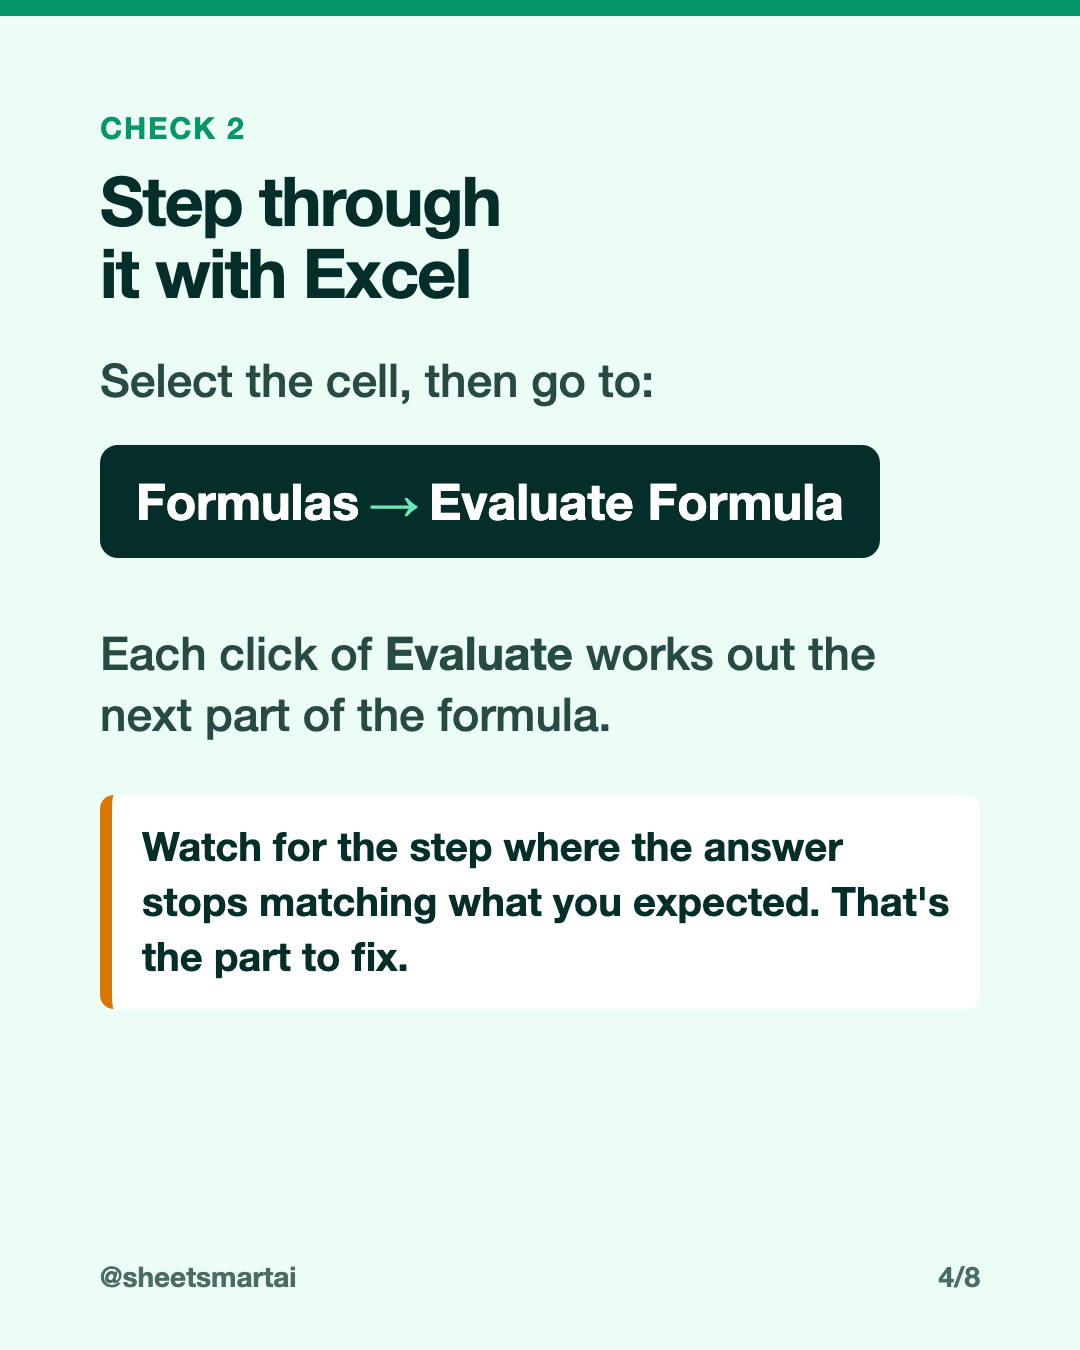 CHECK 2
Step through
it with Excel
Select the cell, then go to:
Formulas → Evaluate Formula
Each click of Evaluate works out the
next part of the formula.
Watch for the step where the answer
stops matching what you expected. That's
the part to fix.
@sheetsmartai
4/8